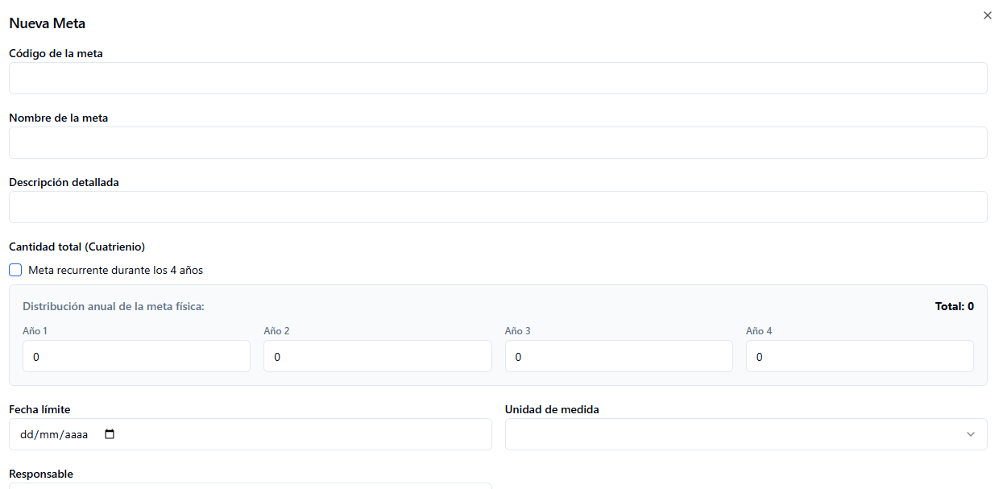 Nueva Meta
Código de la meta
Nombre de la meta
Descripción detallada
Cantidad total (Cuatrienio)
Meta recurrente durante los 4 años
Distribución anual de la meta física: Total: 0
Año 1 Año 2 Año 3 Año 4
0 0 0 0
Fecha límite Unidad de medida
dd/mm/aaaa
Responsable